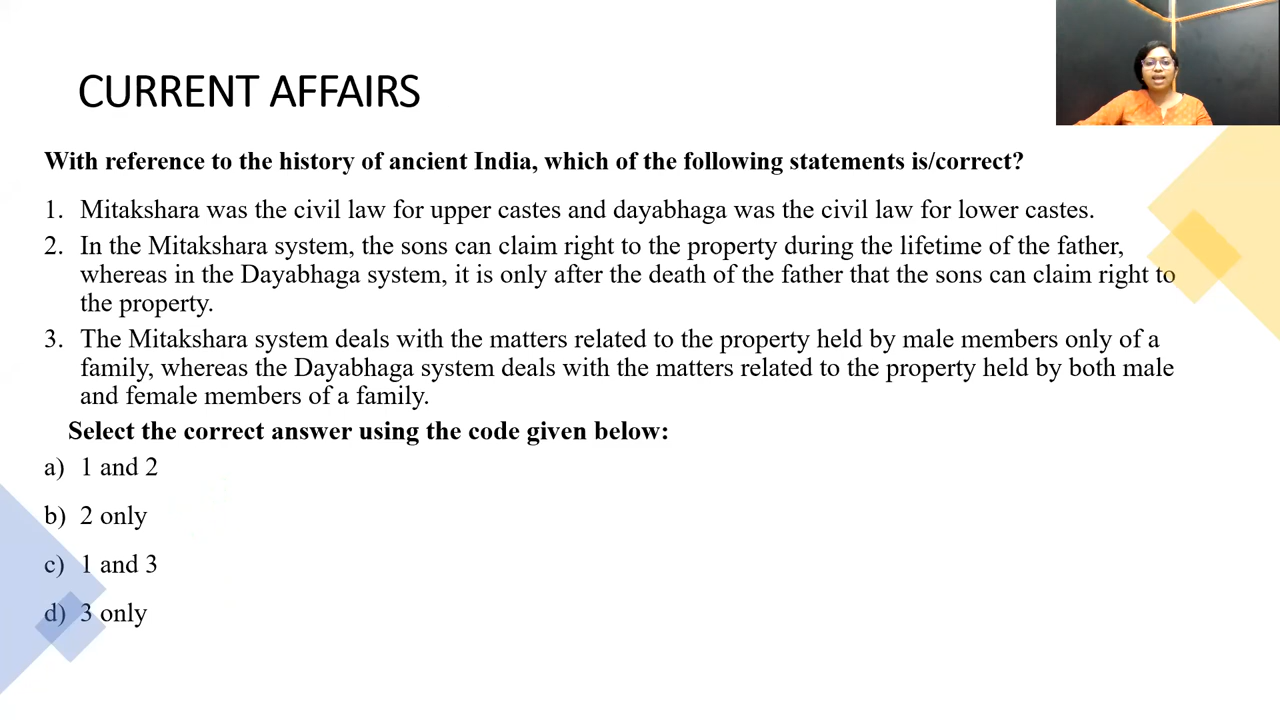 CURRENT AFFAIRS
With reference to the history of ancient India, which of the following statements is/correct?
1. Mitakshara was the civil law for upper castes and dayabhaga was the civil law for lower castes.
2. In the Mitakshara system, the sons can claim right to the property during the lifetime of the father,
whereas in the Dayabhaga system, it is only after the death of the father that the sons can claim right to
the property.
3. The Mitakshara system deals with the matters related to the property held by male members only of a
family, whereas the Dayabhaga system deals with the matters related to the property held by both male
and female members of a family.
Select the correct answer using the code given below:
a) 1 and 2
b) 2 only
c) 1 and 3
d) 3 only